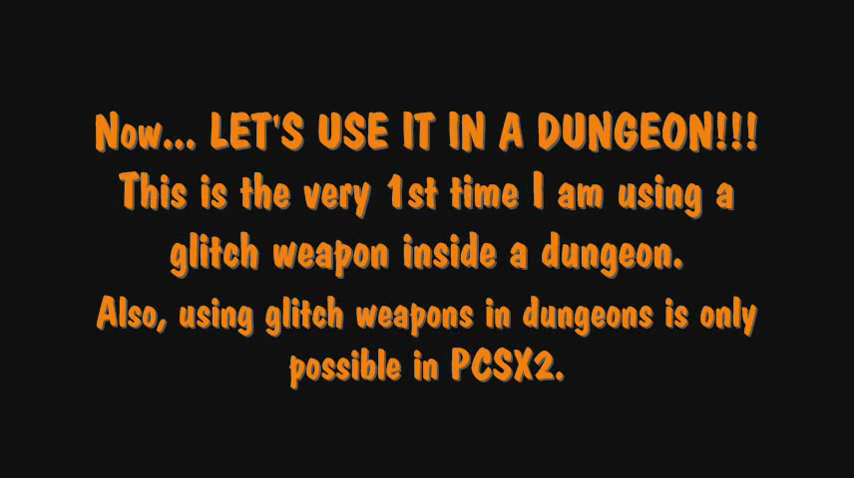 Now... LET'S USE IT IN A DUNGEON!!!
This is the very 1st time I am using a
glitch weapon inside a dungeon.
Also, using glitch weapons in dungeons is only
possible in PCSX2.